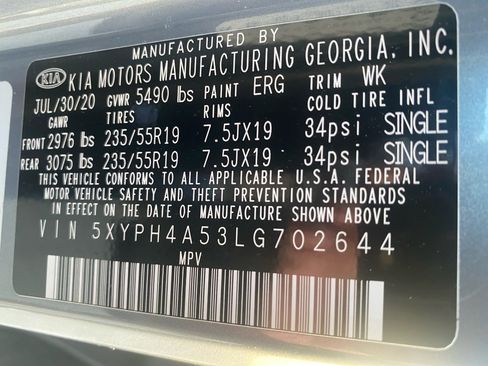 MANUFACTURED BY
KIA KIA MOTORS MANUFACTURING GEORGIA, INC.
JUL/30/20 GVWR 5490 lbs PAINT ERG TRIM WK
GAWR TIRES RIMS COLD TIRE INFL
FRONT 2976 lbs 235/55R19 7.5JX19 34psi SINGLE
REAR 3075 lbs 235/55R19 7.5JX19 34psi SINGLE
THIS VEHICLE CONFORMS TO ALL APPLICABLE U.S.A. FEDERAL
MOTOR VEHICLE SAFETY AND THEFT PREVENTION STANDARDS
IN EFFECT ON THE DATE OF MANUFACTURE SHOWN ABOVE
VIN 5XYPH4A53LG702644
MPV